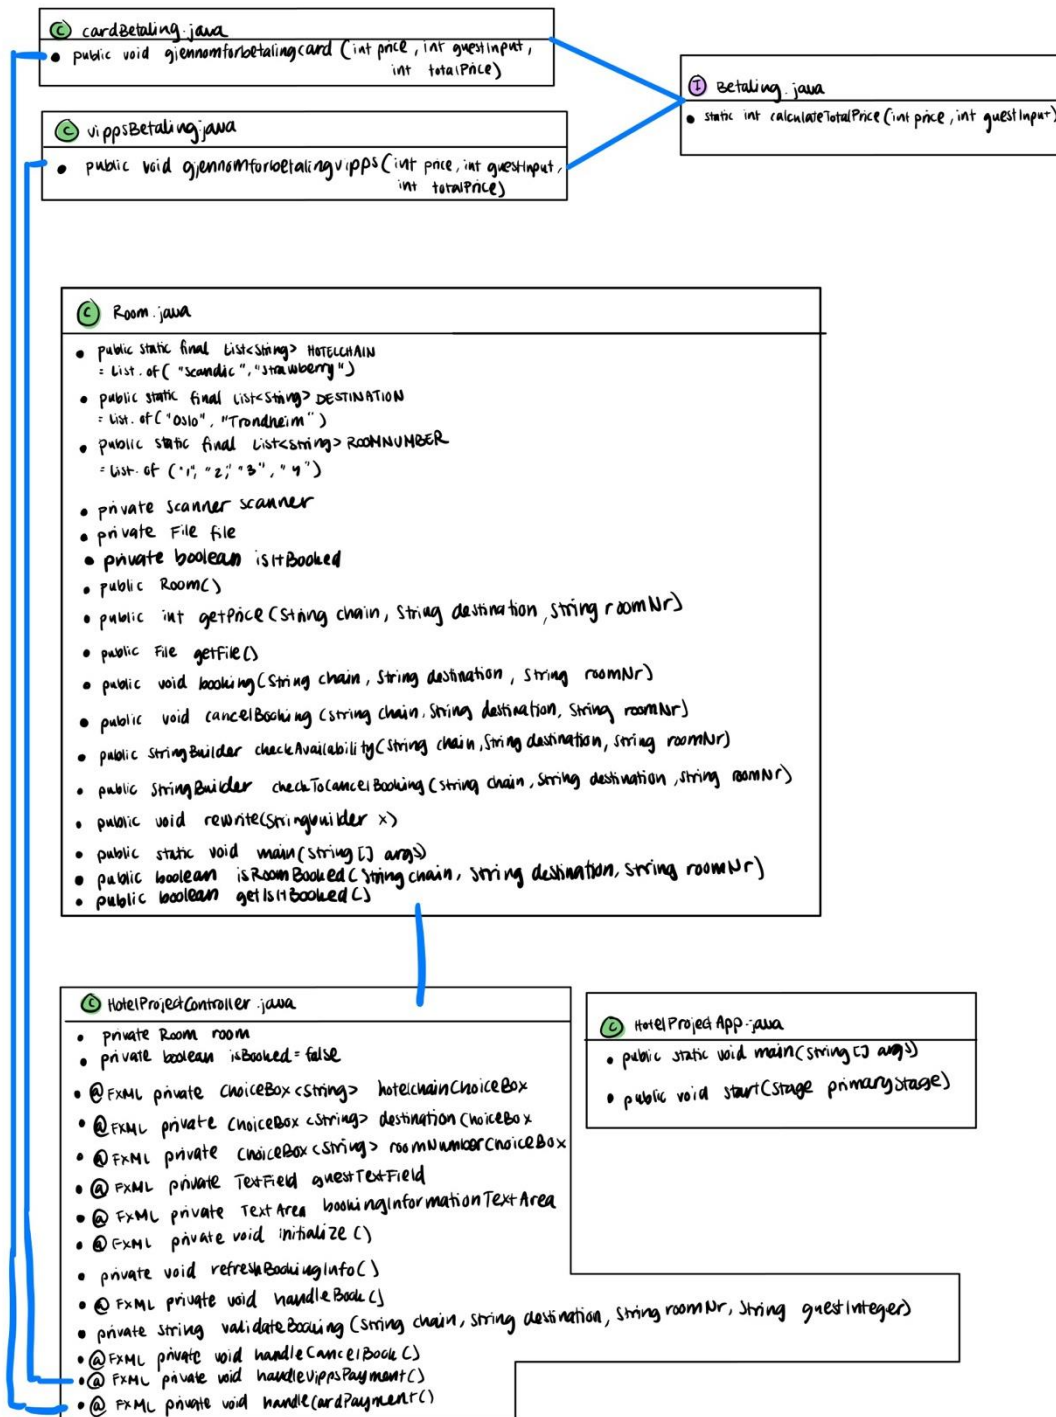 C cardBetaling.java
• public void gjennomforbetalingcard (int price, int guestInput,
int totalPrice)
C vippsBetaling.java
• public void gjennomforbetalingvipps (int price, int guestInput,
int totalPrice)
I Betaling.java
• static int calculateTotalPrice (int price, int guestInput)
C Room.java
• public static final List<String> HOTELCHAIN
= List.of( "Scandic", "Strawberry")
• public static final List<String> DESTINATION
= List.of( "Oslo", "Trondheim")
• public static final List<String> ROOMNUMBER
= List.of ("1", "2", "3", "4")
• private Scanner scanner
• private File file
• private boolean isItBooked
• public Room()
• public int getPrice (String chain, String destination, String roomNr)
• public File getFile()
• public void booking(String chain, String destination, String roomNr)
• public void cancelBooking (String chain, String destination, String roomNr)
• public StringBuilder checkAvailability (String chain, String destination, String roomNr)
• public StringBuilder checkToCancelBooking (String chain, String destination, String roomNr)
• public void rewrite(Stringbuilder x)
• public static void main(String [] args)
• public boolean isRoomBooked (String chain, String destination, String roomNr)
• public boolean getIsItBooked ()
C HotelProjectController.java
• private Room room
• private boolean isBooked = false
• @FXML private ChoiceBox <String> hotelchainChoiceBox
• @FXML private ChoiceBox <String> destinationChoiceBox
• @FXML private ChoiceBox <String> roomNumberChoiceBox
• @FXML private TextField guestTextField
• @FXML private TextArea bookingInformationTextArea
• @FXML private void initialize ()
• private void refreshBookingInfo()
• @FXML private void handleBook()
• private String validateBooking (String chain, String destination, String roomNr, String guestInteger)
• @FXML private void handleCancelBook ()
• @FXML private void handleVippsPayment()
• @FXML private void handleCardPayment()
C HotelProjectApp.java
• public static void main(String [] args)
• public void start(Stage primaryStage)